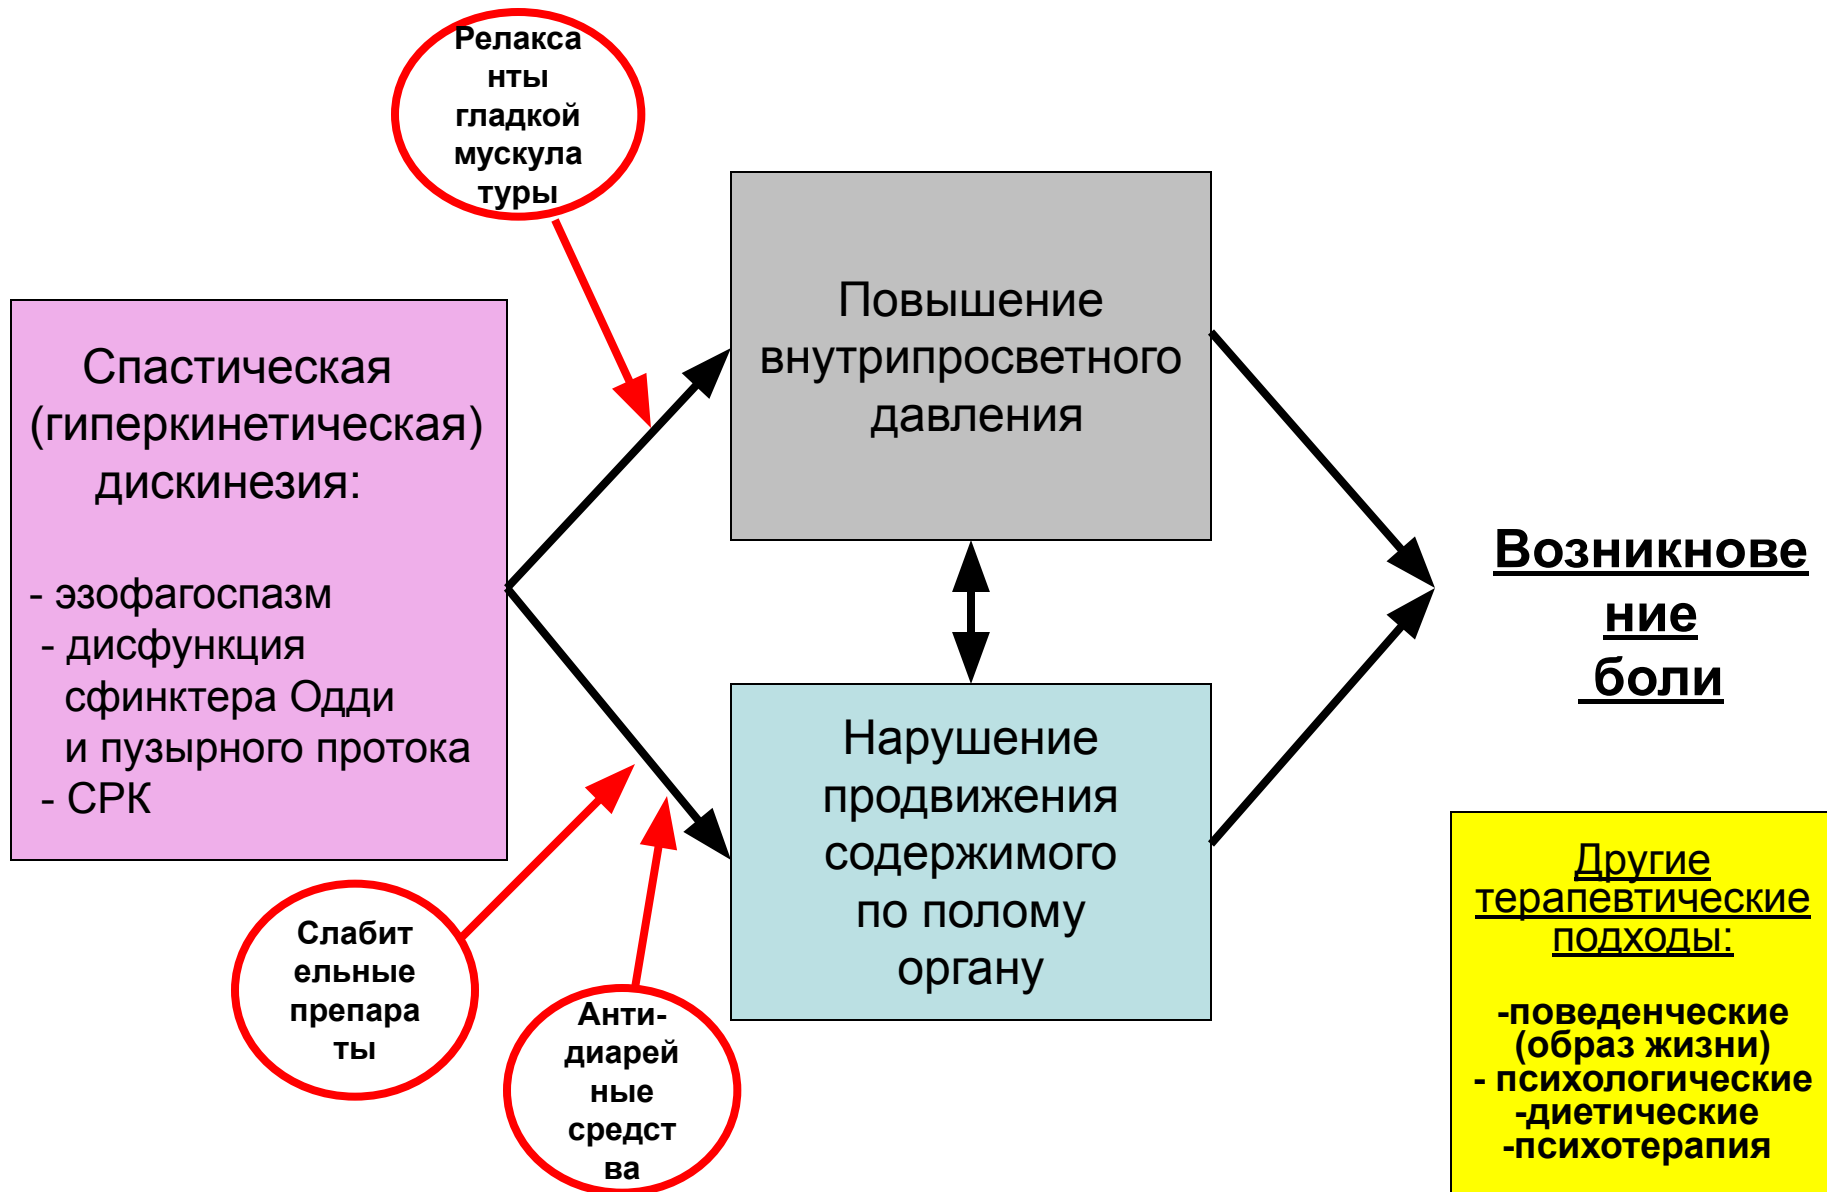 Релакса
нты
гладкой
мускула
туры
Спастическая
(гиперкинетическая)
дискинезия:
- эзофагоспазм
- дисфункция
сфинктера Одди
и пузырного протока
- СРК
Повышение
внутрипросветного
давления
Нарушение
продвижения
содержимого
по полому
органу
Возникнове
ние
боли
Слабит
ельные
препара
ты
Анти-
диарей
ные
средст
ва
Другие
терапевтические
подходы:
-поведенческие
(образ жизни)
- психологические
-диетические
-психотерапия